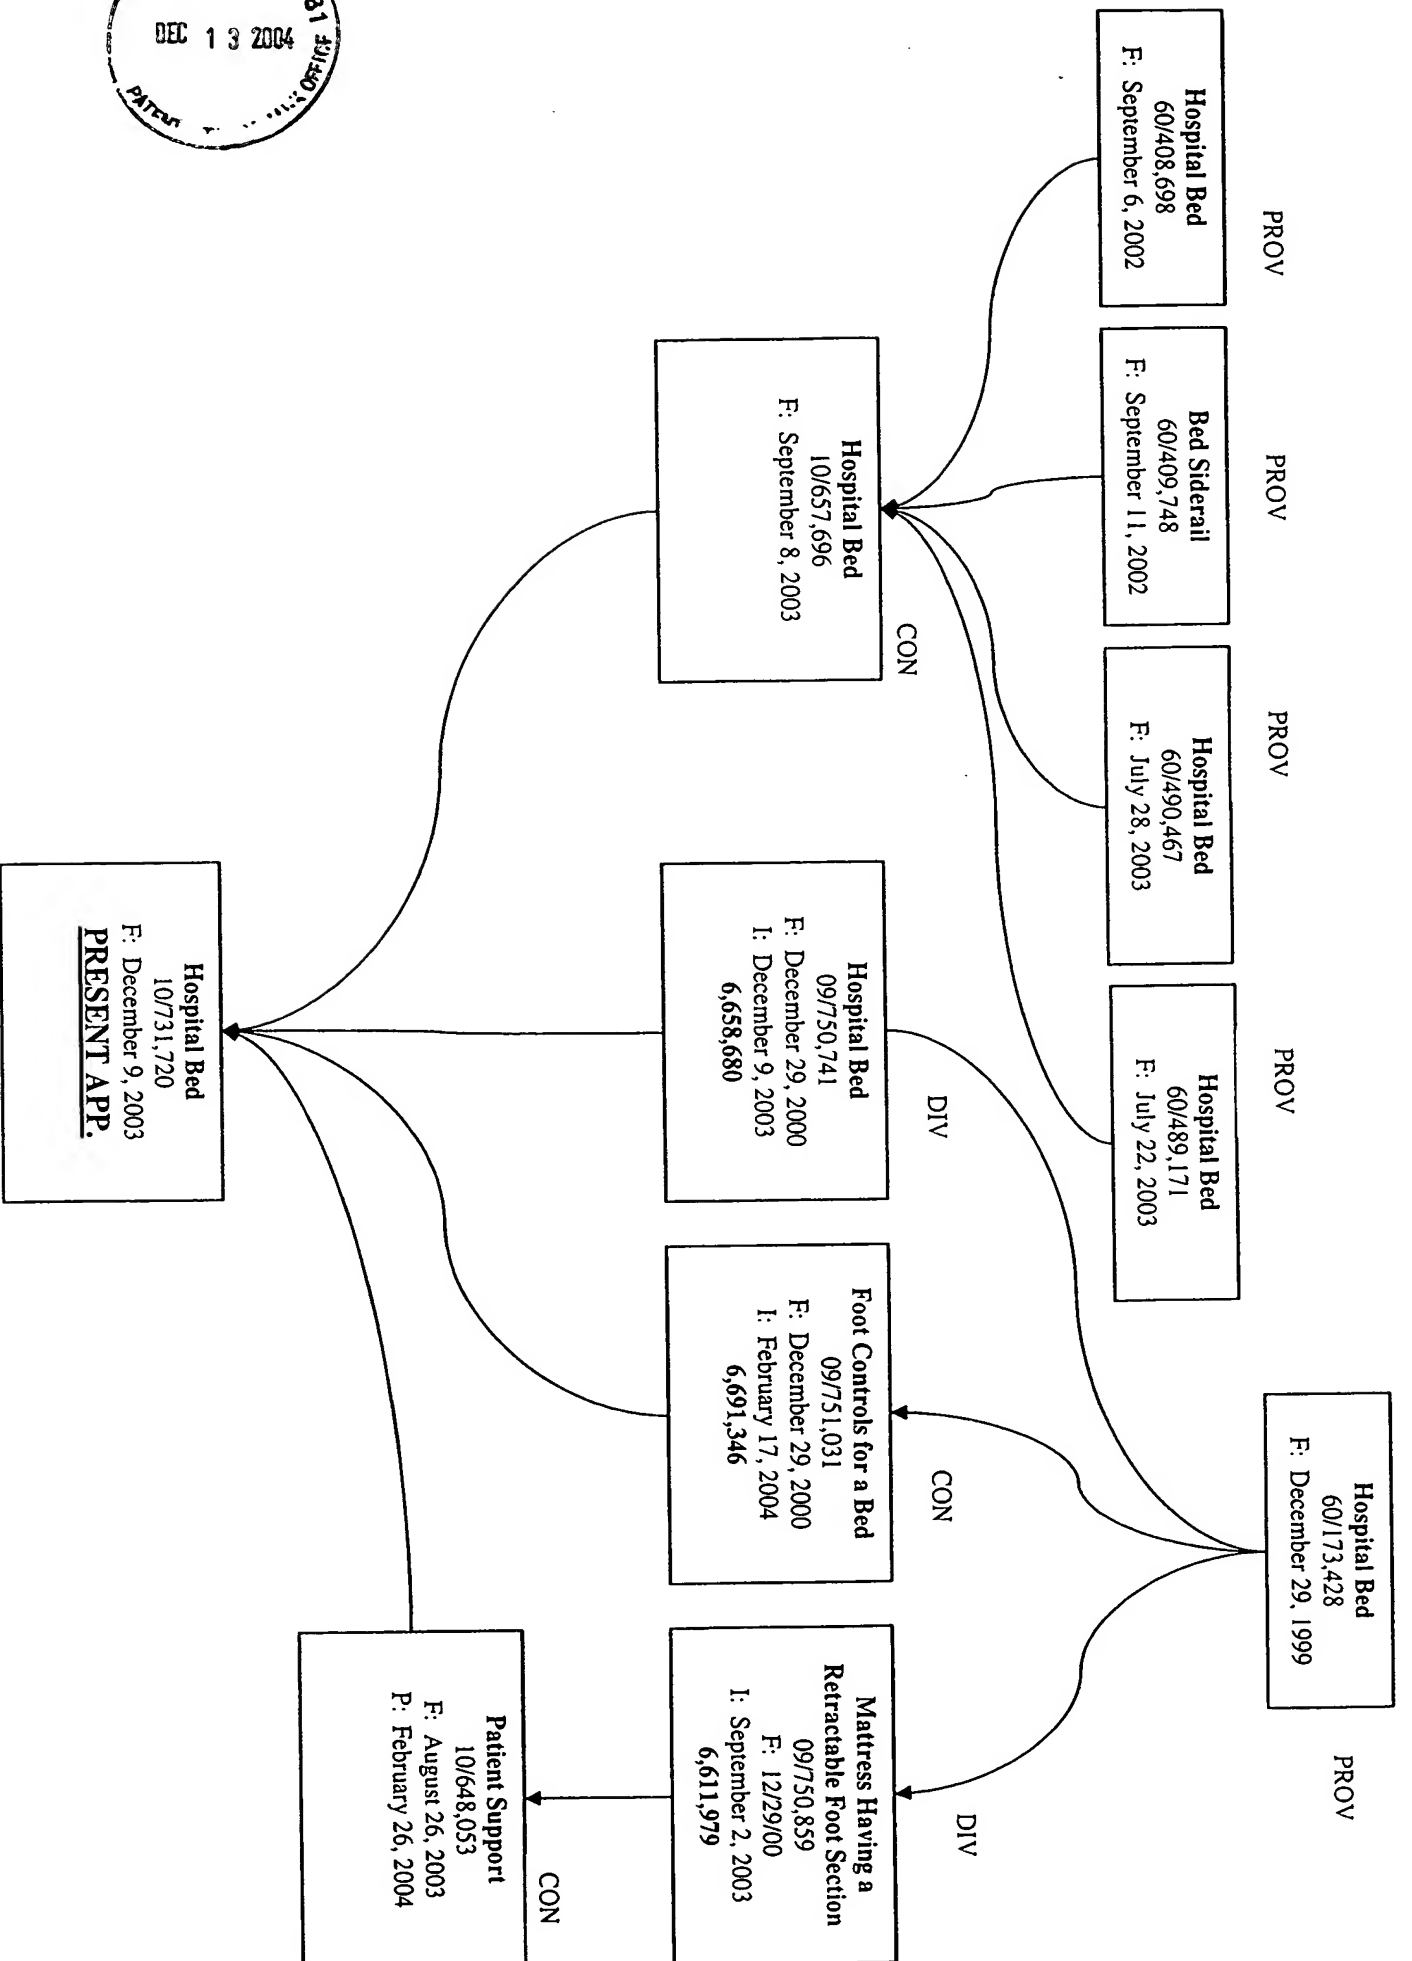 PROV
Hospital Bed
60/173,428
F: December 29, 1999
PROV
PROV
PROV
PROV
Hospital Bed
60/408,698
F: September 6, 2002
Bed Siderail
60/409,748
F: September 11, 2002
Hospital Bed
60/490,467
F: July 28, 2003
Hospital Bed
60/489,171
F: July 22, 2003
CON
Hospital Bed
10/657,696
F: September 8, 2003
DIV
Hospital Bed
09/750,741
F: December 29, 2000
I: December 9, 2003
6,658,680
CON
Foot Controls for a Bed
09/751,031
F: December 29, 2000
I: February 17, 2004
6,691,346
DIV
Mattress Having a
Retractable Foot Section
09/750,859
F: 12/29/00
I: September 2, 2003
6,611,979
CON
Patient Support
10/648,053
F: August 26, 2003
P: February 26, 2004
Hospital Bed
10/731,720
F: December 9, 2003
PRESENT APP.
DEC 13 2004